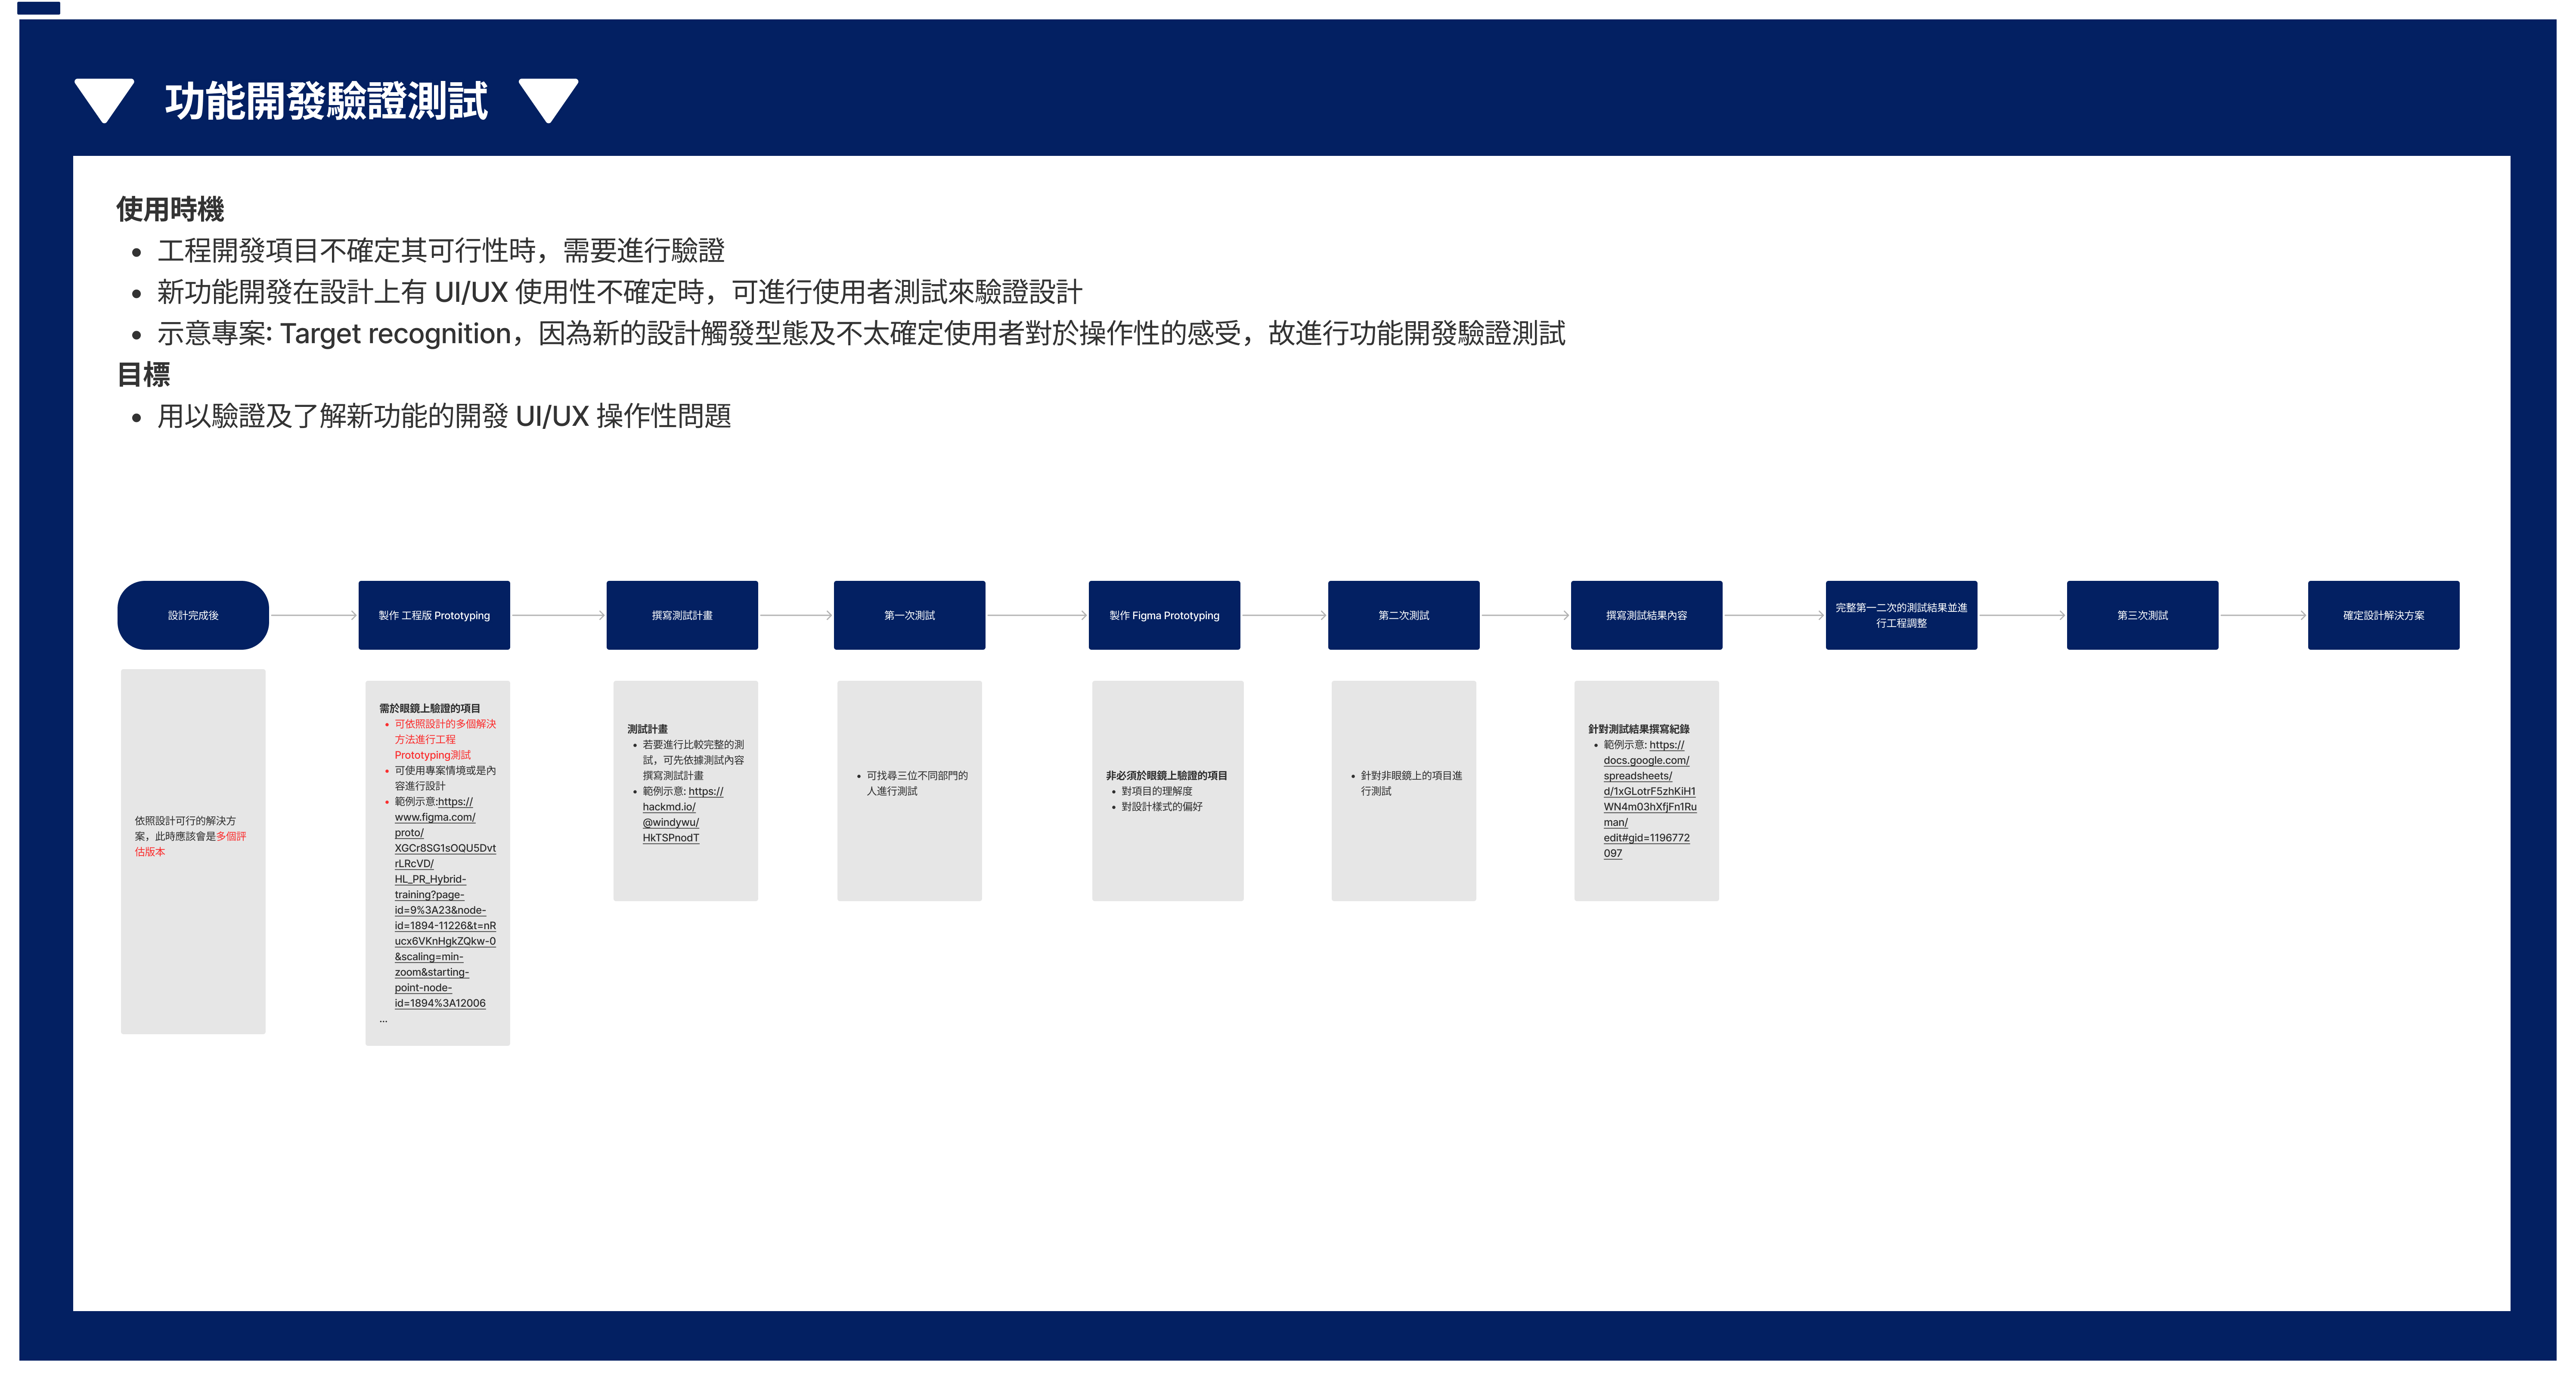 功能開發驗證測試
使用時機
• 工程開發項目不確定其可行性時，需要進行驗證
• 新功能開發在設計上有 UI/UX 使用性不確定時，可進行使用者測試來驗證設計
• 示意專案: Target recognition，因為新的設計觸發型態及不太確定使用者對於操作性的感受，故進行功能開發驗證測試
目標
• 用以驗證及了解新功能的開發 UI/UX 操作性問題
設計完成後
製作 工程版 Prototyping
撰寫測試計畫
第一次測試
製作 Figma Prototyping
第二次測試
撰寫測試結果內容
完整第一二次的測試結果並進
行工程調整
第三次測試
確定設計解決方案
依照設計可行的解決方
案，此時應該會是多個評
估版本
需於眼鏡上驗證的項目
• 可依照設計的多個解決
方法進行工程
Prototyping測試
• 可使用專案情境或是內
容進行設計
• 範例示意:https://
www.figma.com/
proto/
XGCr8SG1sOQU5Dvt
rLRcVD/
HL_PR_Hybrid-
training?page-
id=9%3A23&node-
id=1894-11226&t=nR
ucx6VKnHgkZQkw-0
&scaling=min-
zoom&starting-
point-node-
id=1894%3A12006
...
測試計畫
• 若要進行比較完整的測
試，可先依據測試內容
撰寫測試計畫
• 範例示意: https://
hackmd.io/
@windywu/
HkTSPnodT
• 可找尋三位不同部門的
人進行測試
非必須於眼鏡上驗證的項目
• 對項目的理解度
• 對設計樣式的偏好
• 針對非眼鏡上的項目進
行測試
針對測試結果撰寫紀錄
• 範例示意: https://
docs.google.com/
spreadsheets/
d/1xGLotrF5zhKiH1
WN4m03hXfjFn1Ru
man/
edit#gid=1196772
097